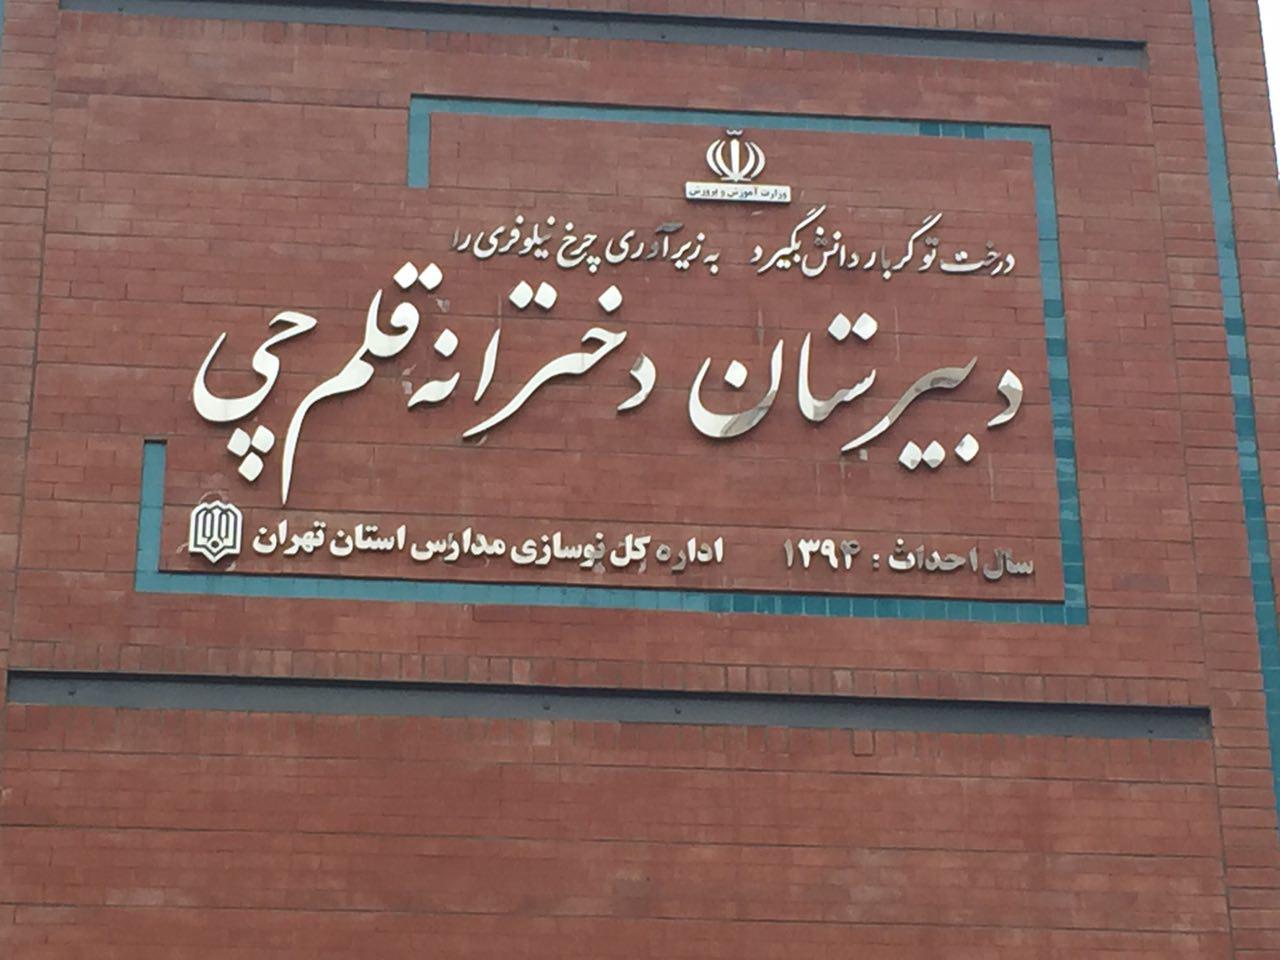 وزارت آموزش و پرورش
درخت تو گر بار دانش بگیرد به زیر آوری چرخ نیلوفری را
دبیرستان دخترانه قلم چی
سال احداث : ۱۳۹۴ اداره کل نوسازی مدارس استان تهران